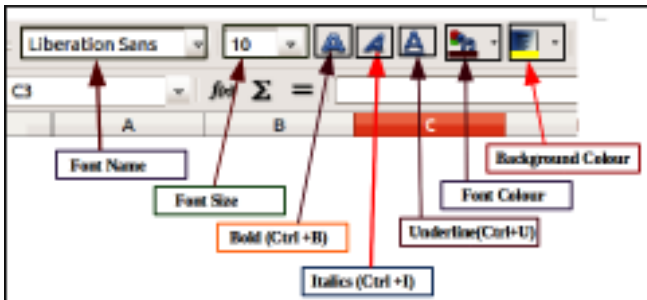 Liberation Sans 10
C3 Σ =
A B C
Font Name
Background Colour
Font Size
Font Colour
Bold (Ctrl +B)
Underline(Ctrl+U)
Italics (Ctrl +I)